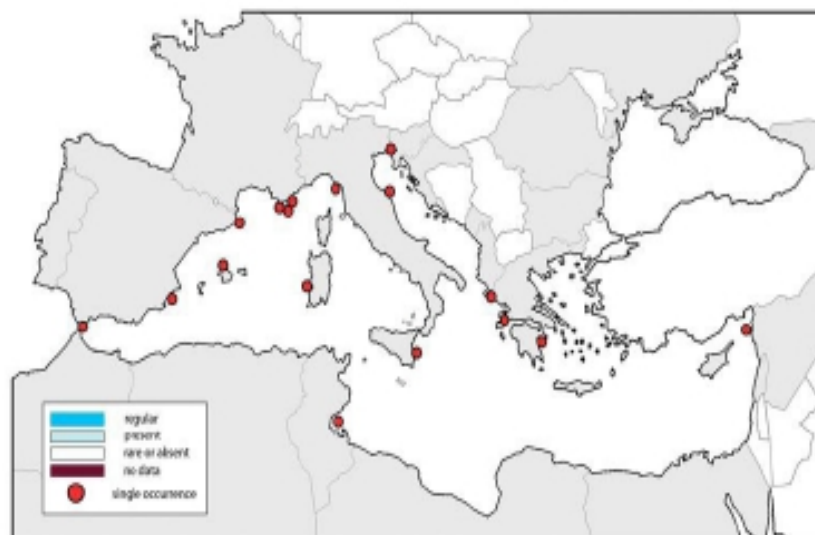 regular
present
rare or absent
no data
single occurrence